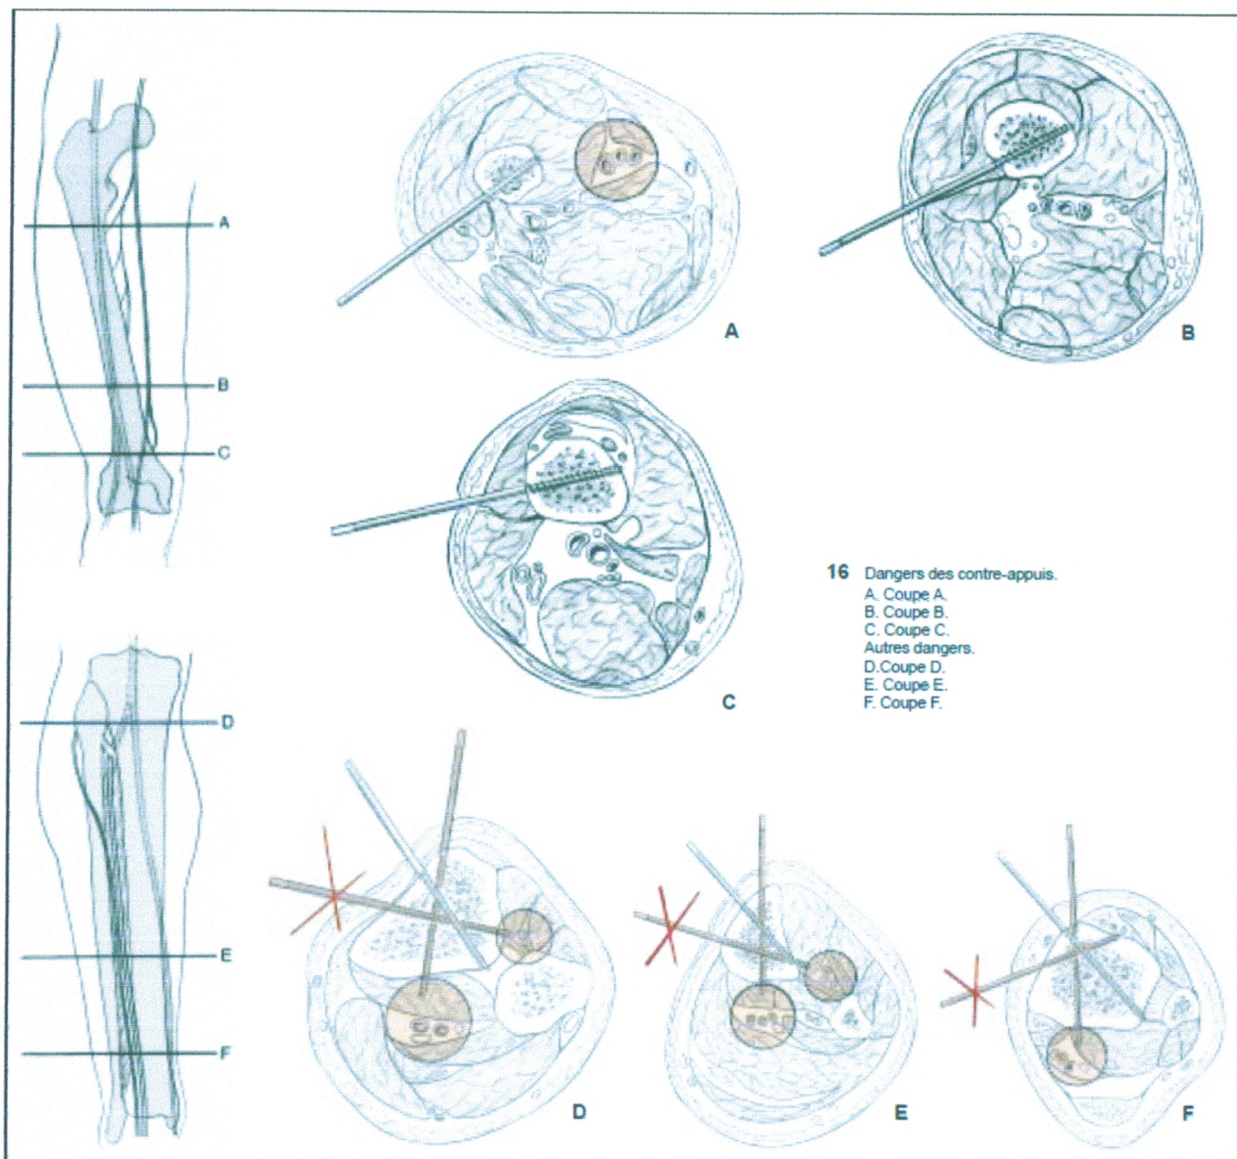 A
B
C
A
B
C
16 Dangers des contre-appuis.
A. Coupe A.
B. Coupe B.
C. Coupe C.
Autres dangers.
D.Coupe D.
E. Coupe E.
F. Coupe F.
D
E
F
D
E
F